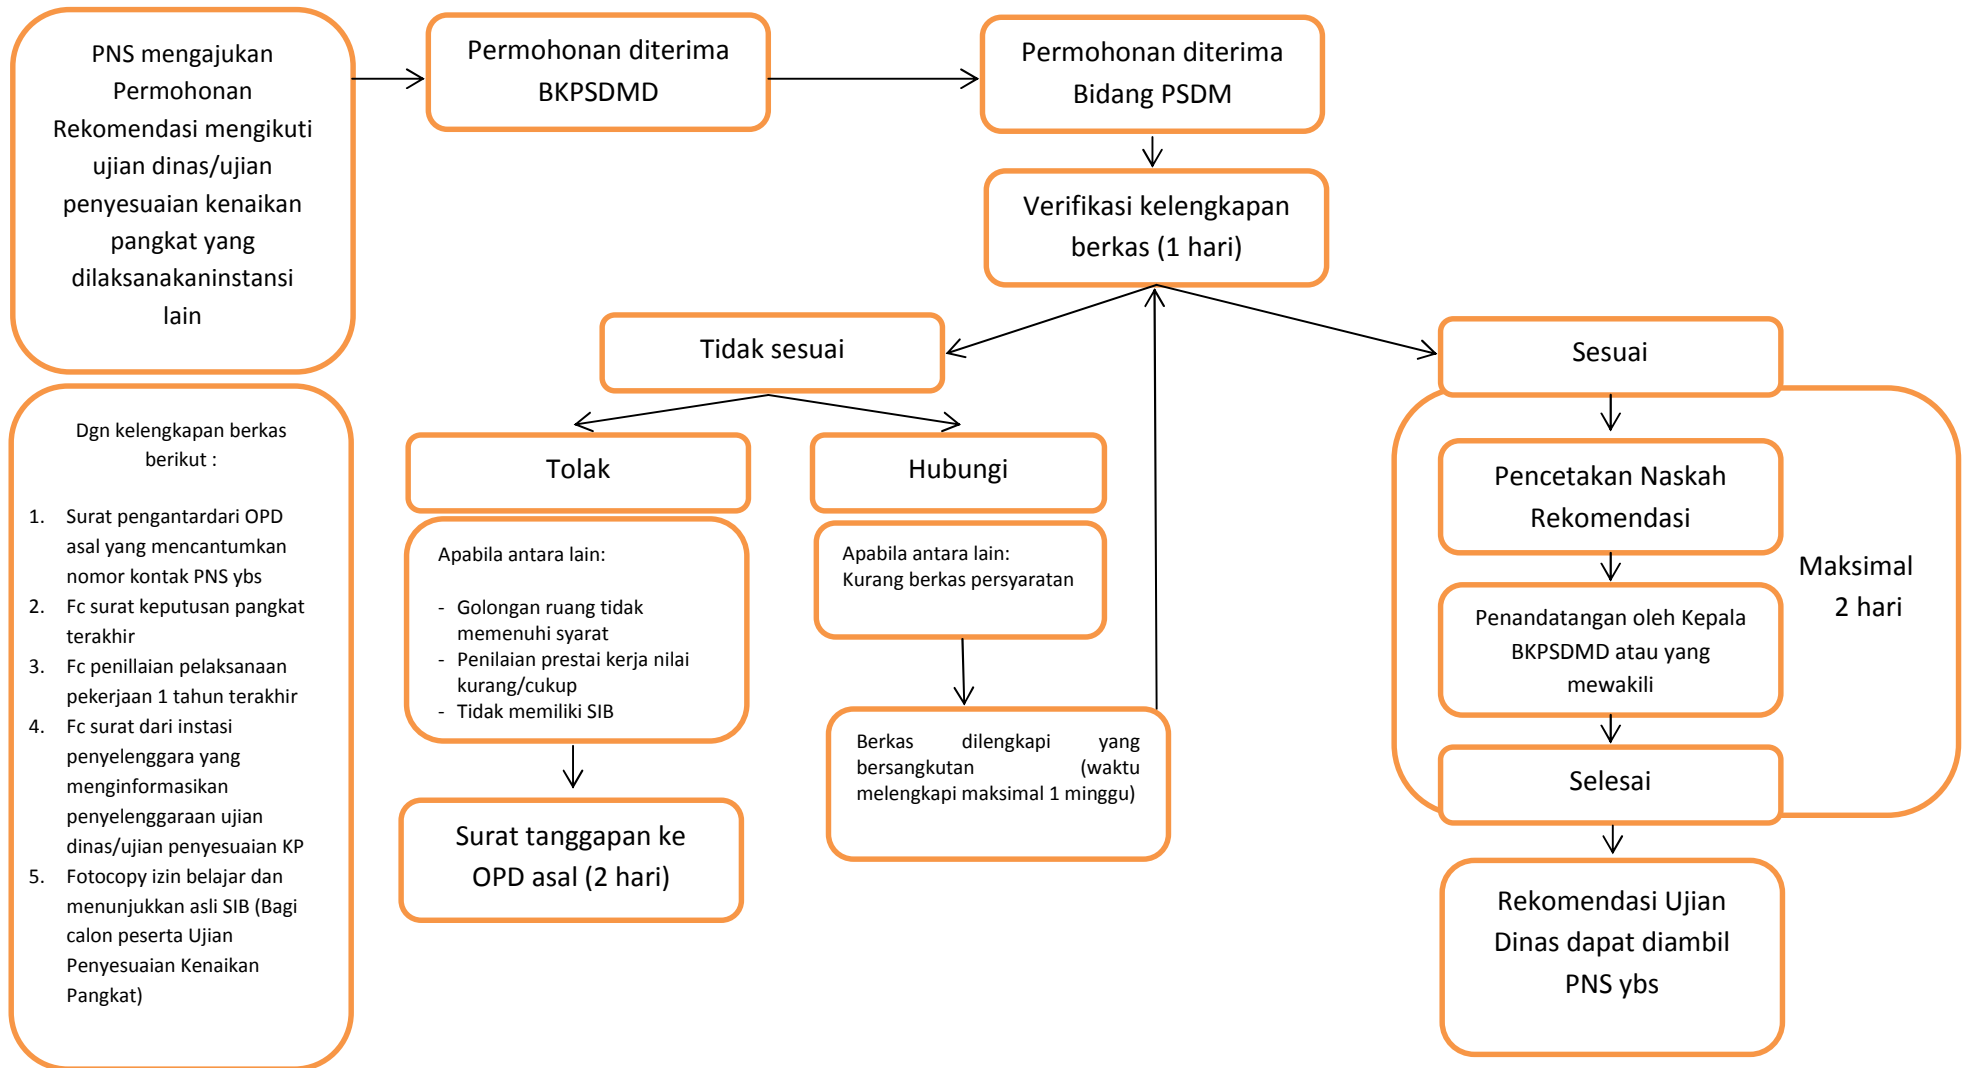 PNS mengajukan
Permohonan
Rekomendasi mengikuti
ujian dinas/ujian
penyesuaian kenaikan
pangkat yang
dilaksanakaninstansi
lain
Permohonan diterima
BKPSDMD
Permohonan diterima
Bidang PSDM
Verifikasi kelengkapan
berkas (1 hari)
Tidak sesuai
Sesuai
Dgn kelengkapan berkas
berikut :
1. Surat pengantardari OPD
asal yang mencantumkan
nomor kontak PNS ybs
2. Fc surat keputusan pangkat
terakhir
3. Fc penillaian pelaksanaan
pekerjaan 1 tahun terakhir
4. Fc surat dari instasi
penyelenggara yang
menginformasikan
penyelenggaraan ujian
dinas/ujian penyesuaian KP
5. Fotocopy izin belajar dan
menunjukkan asli SIB (Bagi
calon peserta Ujian
Penyesuaian Kenaikan
Pangkat)
Tolak
Apabila antara lain:
- Golongan ruang tidak
memenuhi syarat
- Penilaian prestai kerja nilai
kurang/cukup
- Tidak memiliki SIB
Surat tanggapan ke
OPD asal (2 hari)
Hubungi
Apabila antara lain:
Kurang berkas persyaratan
Berkas dilengkapi yang
bersangkutan (waktu
melengkapi maksimal 1 minggu)
Pencetakan Naskah
Rekomendasi
Penandatangan oleh Kepala
BKPSDMD atau yang
mewakili
Selesai
Maksimal
2 hari
Rekomendasi Ujian
Dinas dapat diambil
PNS ybs